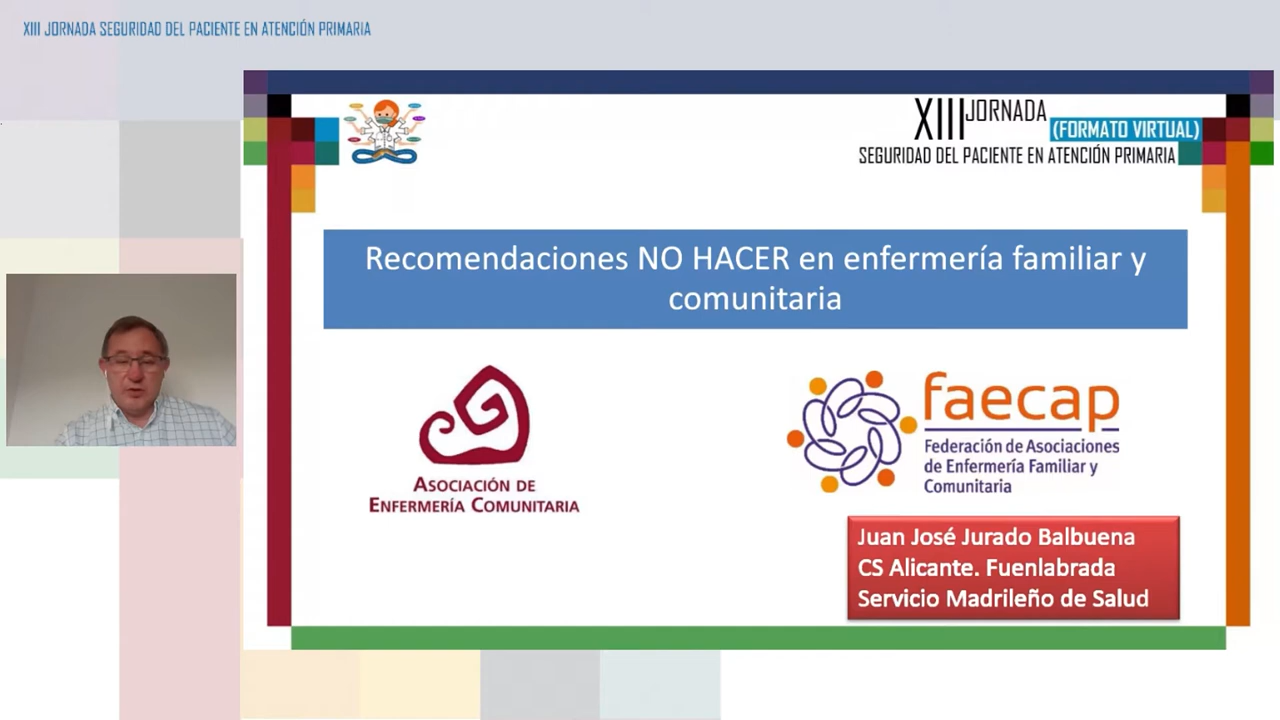 XIII JORNADA SEGURIDAD DEL PACIENTE EN ATENCIÓN PRIMARIA
XIII JORNADA
(FORMATO VIRTUAL)
SEGURIDAD DEL PACIENTE EN ATENCIÓN PRIMARIA
Recomendaciones NO HACER en enfermería familiar y
comunitaria
ASOCIACIÓN DE
ENFERMERÍA COMUNITARIA
faecap
Federación de Asociaciones
de Enfermería Familiar y
Comunitaria
Juan José Jurado Balbuena
CS Alicante. Fuenlabrada
Servicio Madrileño de Salud